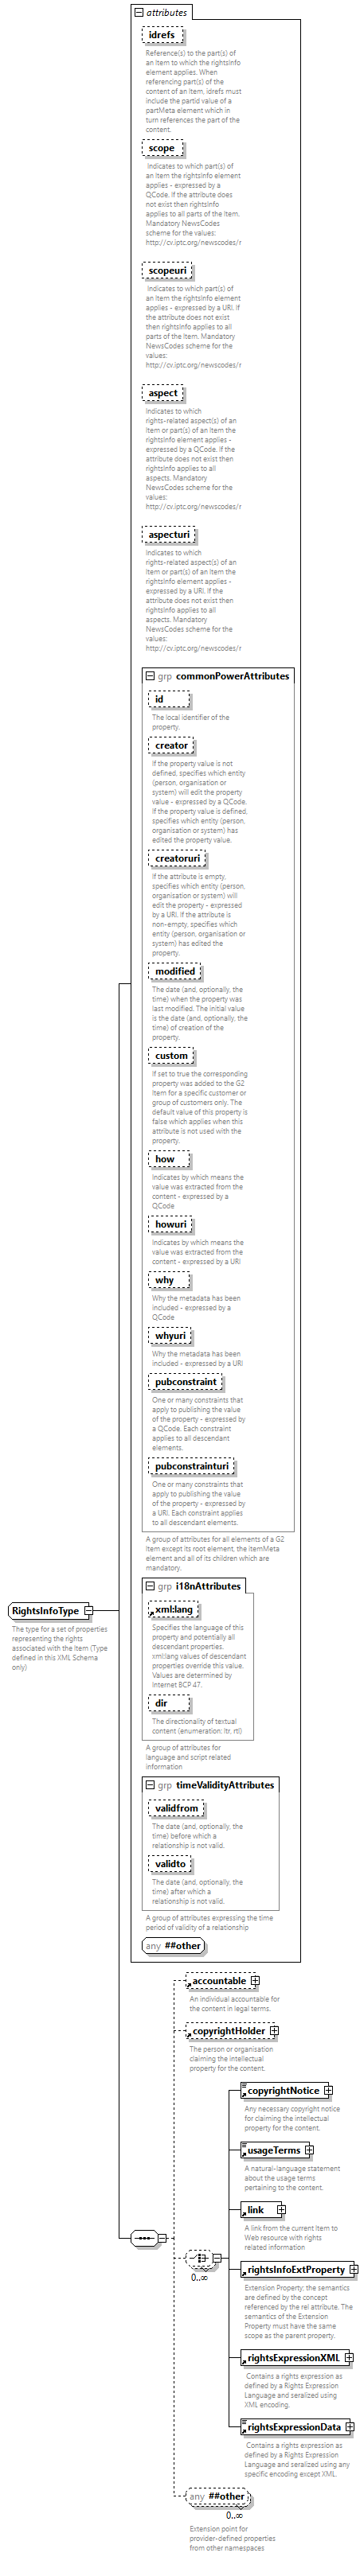 attributes
idrefs
Reference(s) to the part(s) of
an Item to which the rightsInfo
element applies. When
referencing part(s) of the
content of an Item, idrefs must
include the partid value of a
partMeta element which in
turn references the part of the
content.
scope
Indicates to which part(s) of
an Item the rightsInfo element
applies - expressed by a
QCode. If the attribute does
not exist then rightsInfo
applies to all parts of the Item.
Mandatory NewsCodes
scheme for the values:
http://cv.iptc.org/newscodes/r
scopeuri
Indicates to which part(s) of
an Item the rightsInfo element
applies - expressed by a URI. If
the attribute does not exist
then rightsInfo applies to all
parts of the Item. Mandatory
NewsCodes scheme for the
values:
http://cv.iptc.org/newscodes/r
aspect
Indicates to which
rights-related aspect(s) of an
Item or part(s) of an Item the
rightsInfo element applies -
expressed by a QCode. If the
attribute does not exist then
rightsInfo applies to all
aspects. Mandatory
NewsCodes scheme for the
values:
http://cv.iptc.org/newscodes/r
aspecturi
Indicates to which
rights-related aspect(s) of an
Item or part(s) of an Item the
rightsInfo element applies -
expressed by a URI. If the
attribute does not exist then
rightsInfo applies to all
aspects. Mandatory
NewsCodes scheme for the
values:
http://cv.iptc.org/newscodes/r
grp commonPowerAttributes
id
The local identifier of the
property.
creator
If the property value is not
defined, specifies which entity
(person, organisation or
system) will edit the property
value - expressed by a QCode.
If the property value is defined,
specifies which entity (person,
organisation or system) has
edited the property value.
creatoruri
If the attribute is empty,
specifies which entity (person,
organisation or system) will
edit the property - expressed
by a URI. If the attribute is
non-empty, specifies which
entity (person, organisation or
system) has edited the
property.
modified
The date (and, optionally, the
time) when the property was
last modified. The initial value
is the date (and, optionally, the
time) of creation of the
property.
custom
If set to true the corresponding
property was added to the G2
Item for a specific customer or
group of customers only. The
default value of this property is
false which applies when this
attribute is not used with the
property.
how
Indicates by which means the
value was extracted from the
content - expressed by a
QCode
howuri
Indicates by which means the
value was extracted from the
content - expressed by a URI
why
Why the metadata has been
included - expressed by a
QCode
whyuri
Why the metadata has been
included - expressed by a URI
pubconstraint
One or many constraints that
apply to publishing the value
of the property - expressed by
a QCode. Each constraint
applies to all descendant
elements.
pubconstrainturi
One or many constraints that
apply to publishing the value
of the property - expressed by
a URI. Each constraint applies
to all descendant elements.
A group of attributes for all elements of a G2
Item except its root element, the itemMeta
element and all of its children which are
mandatory.
grp i18nAttributes
xml:lang
Specifies the language of this
property and potentially all
descendant properties.
xml:lang values of descendant
properties override this value.
Values are determined by
Internet BCP 47.
dir
The directionality of textual
content (enumeration: ltr, rtl)
A group of attributes for
language and script related
information
RightsInfoType
The type for a set of properties
representing the rights
associated with the Item (Type
defined in this XML Schema
only)
grp timeValidityAttributes
validfrom
The date (and, optionally, the
time) before which a
relationship is not valid.
validto
The date (and, optionally, the
time) after which a
relationship is not valid.
A group of attributes expressing the time
period of validity of a relationship
any ##other
accountable
An individual accountable for
the content in legal terms.
copyrightHolder
The person or organisation
claiming the intellectual
property for the content.
copyrightNotice
Any necessary copyright notice
for claiming the intellectual
property for the content.
usageTerms
A natural-language statement
about the usage terms
pertaining to the content.
link
A link from the current Item to
Web resource with rights
related information
0..∞
rightsInfoExtProperty
Extension Property: the semantics
are defined by the concept
referenced by the rel attribute. The
semantics of the Extension
Property must have the same
scope as the parent property.
rightsExpressionXML
Contains a rights expression as
defined by a Rights Expression
Language and seralized using
XML encoding.
rightsExpressionData
Contains a rights expression as
defined by a Rights Expression
Language and seralized using any
specific encoding except XML.
any ##other
0..∞
Extension point for
provider-defined properties
from other namespaces